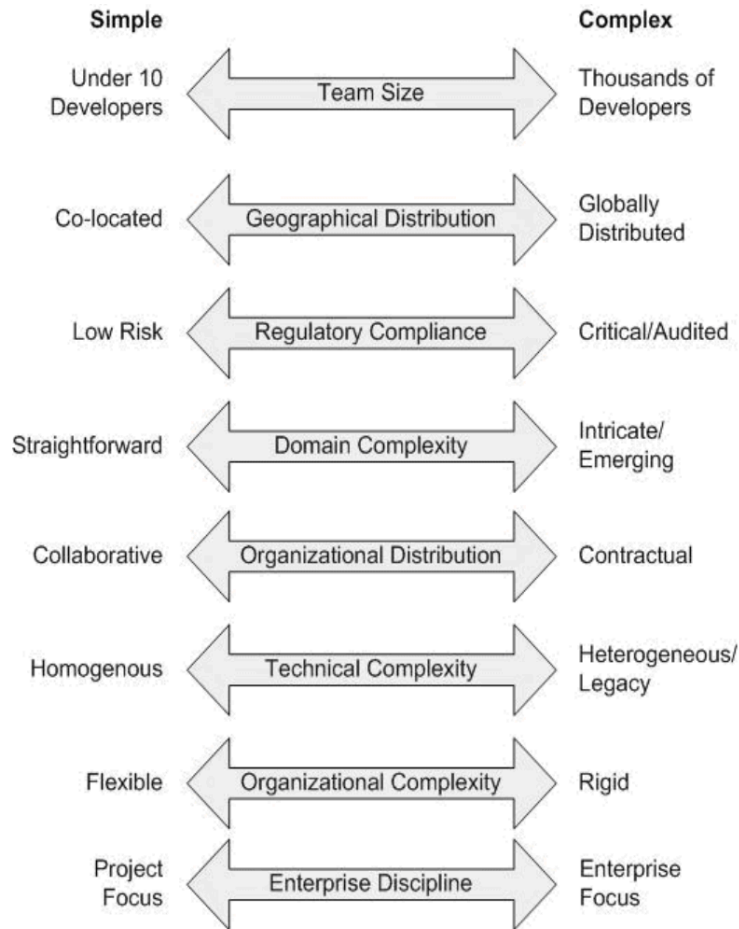 Simple
Complex
Under 10
Developers
Team Size
Thousands of
Developers
Co-located
Geographical Distribution
Globally
Distributed
Low Risk
Regulatory Compliance
Critical/Audited
Straightforward
Domain Complexity
Intricate/
Emerging
Collaborative
Organizational Distribution
Contractual
Homogenous
Technical Complexity
Heterogeneous/
Legacy
Flexible
Organizational Complexity
Rigid
Project
Focus
Enterprise Discipline
Enterprise
Focus